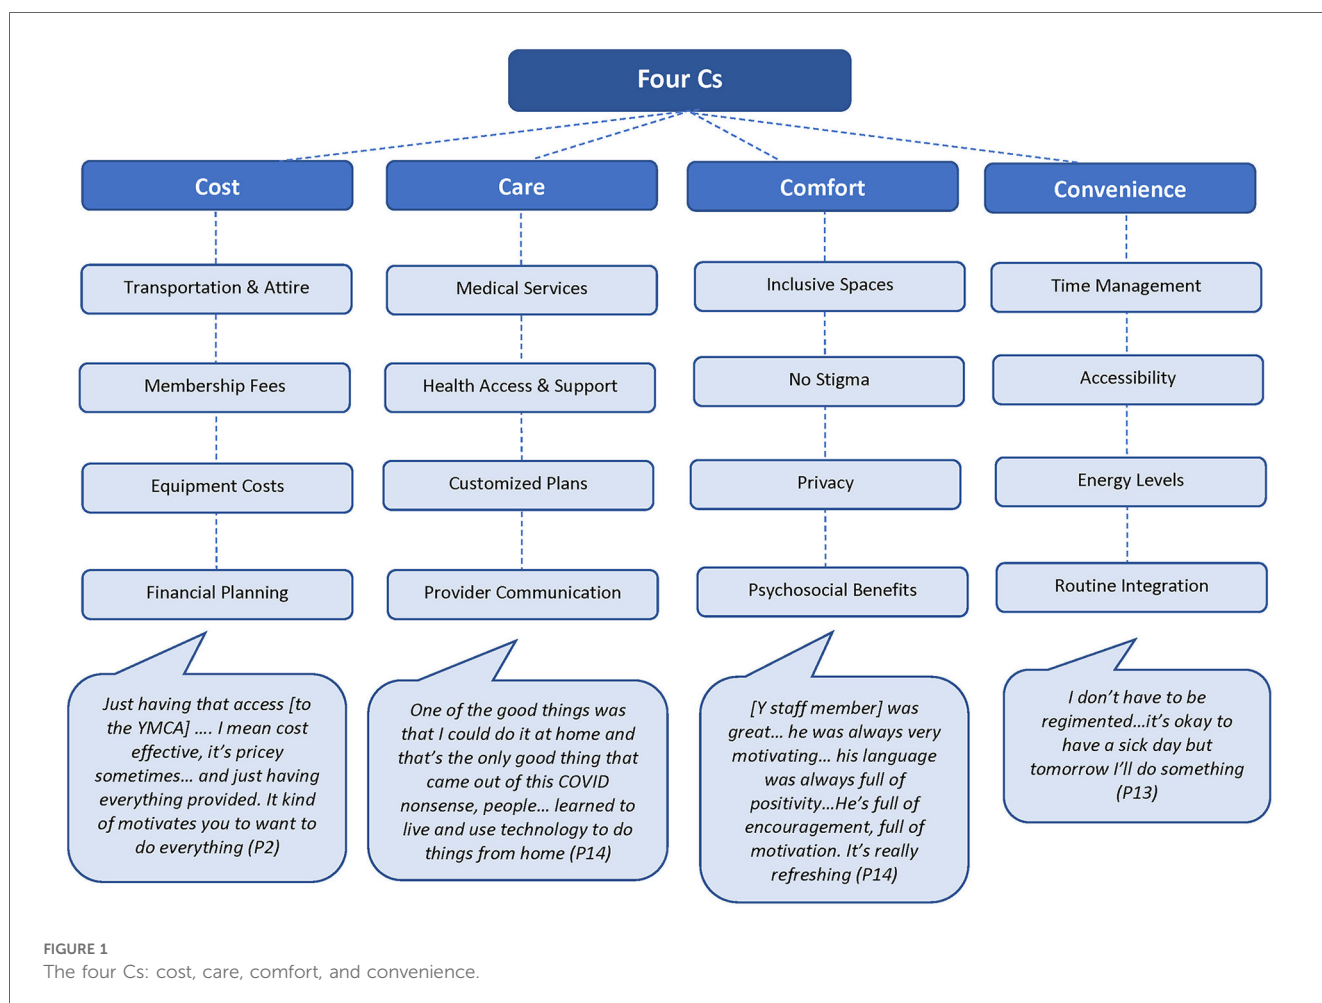 Four Cs
Cost
Care
Comfort
Convenience
Transportation & Attire
Medical Services
Inclusive Spaces
Time Management
Membership Fees
Health Access & Support
No Stigma
Accessibility
Equipment Costs
Customized Plans
Privacy
Energy Levels
Financial Planning
Provider Communication
Psychosocial Benefits
Routine Integration
Just having that access [to
the YMCA] .... I mean cost
effective, it’s pricey
sometimes… and just having
everything provided. It kind
of motivates you to want to
do everything (P2)
One of the good things was
that I could do it at home and
that’s the only good thing that
came out of this COVID
nonsense, people… learned to
live and use technology to do
things from home (P14)
[Y staff member] was
great… he was always very
motivating… his language
was always full of
positivity…He’s full of
encouragement, full of
motivation. It’s really
refreshing (P14)
I don’t have to be
regimented…it’s okay to
have a sick day but
tomorrow I’ll do something
(P13)
FIGURE 1
The four Cs: cost, care, comfort, and convenience.